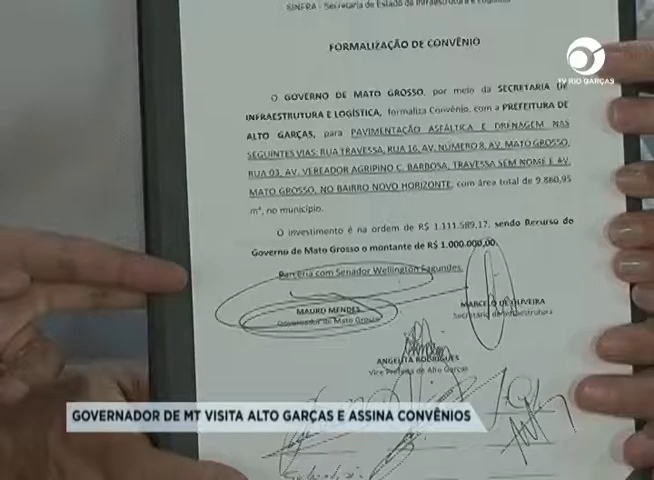 SINFRA - Secretaria de Estado de Infraestrutura e Logística
FORMALIZAÇÃO DE CONVÊNIO
TV RIO GARÇAS
O GOVERNO DE MATO GROSSO, por meio da SECRETARIA DE
INFRAESTRUTURA E LOGÍSTICA, formaliza Convênio, com a PREFEITURA DE
ALTO GARÇAS, para PAVIMENTAÇÃO ASFÁLTICA E DRENAGEM NAS
SEGUINTES VIAS: RUA TRAVESSA, RUA 16, AV. NÚMERO 8, AV. MATO GROSSO,
RUA 03, AV. VEREADOR AGRIPINO C. BARBOSA, TRAVESSA SEM NOME E AV.
MATO GROSSO, NO BAIRRO NOVO HORIZONTE, com área total de 9.860,95
m², no município.
O investimento é na ordem de R$ 1.111.589,17, sendo Recurso do
Governo de Mato Grosso o montante de R$ 1.000.000,00.
Parceria com Senador Wellington Fagundes.
MAURO MENDES
Governador de Mato Grosso
MARCELO DE OLIVEIRA
Secretário de Infraestrutura
ANGELITA RODRIGUES
Vice Prefeita de Alto Garças
GOVERNADOR DE MT VISITA ALTO GARÇAS E ASSINA CONVÊNIOS